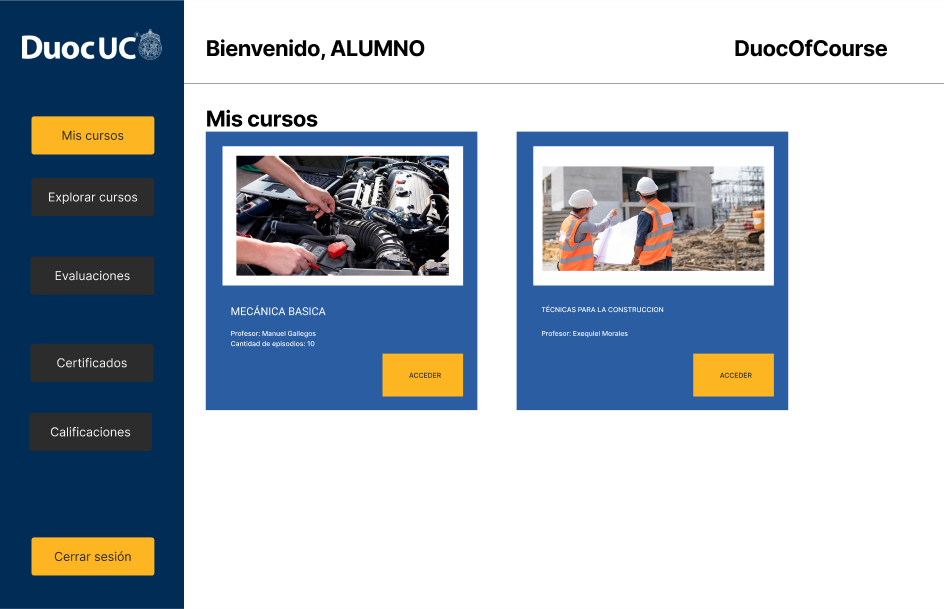 DuocUC
Bienvenido, ALUMNO
DuocOfCourse
Mis cursos
Explorar cursos
Evaluaciones
Certificados
Calificaciones
Cerrar sesión
Mis cursos
MECÁNICA BASICA
Profesor: Manuel Gallegos
Cantidad de episodios: 10
ACCEDER
TÉCNICAS PARA LA CONSTRUCCION
Profesor: Exequiel Morales
ACCEDER